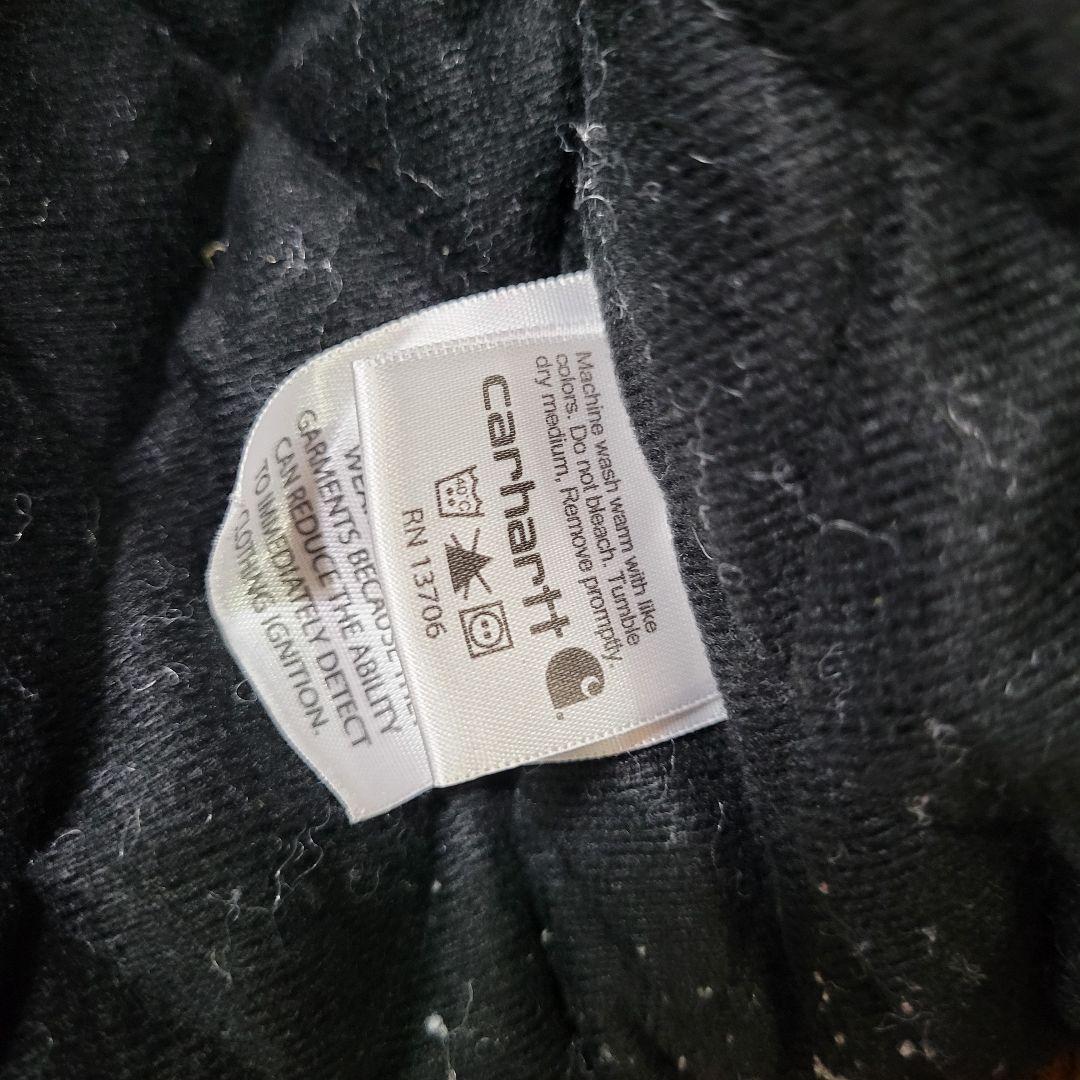 Machine wash warm with like
colors. Do not bleach. Tumble
dry medium, Remove promptly
carhartt
40°C
RN 13706
GARMENTS BECAUSE
CAN REDUCE THE ABILITY
TO IMMEDIATELY DETECT
CLOTHING IGNITION.